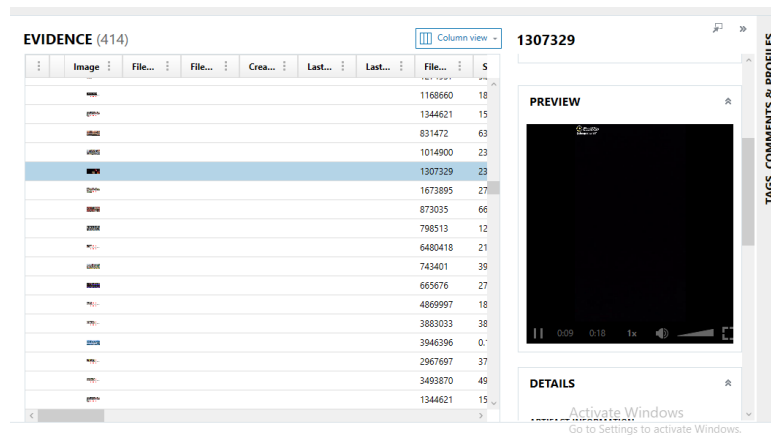 EVIDENCE (414)
Column view
1307329
Image File... File... Crea... Last... Last... File... S
1168660 18
1344621 15
831472 63
1014900 23
1307329 23
1673895 27
873035 66
798513 12
6480418 21
743401 39
665676 27
4869997 18
3883033 38
3946396 0.
2967697 37
3493870 49
1344621 15
PREVIEW
0:09 0:18 1x
DETAILS
ARTIFACT INFORMATION
TAGS, COMMENTS & PROFILES
Activate Windows
Go to Settings to activate Windows.